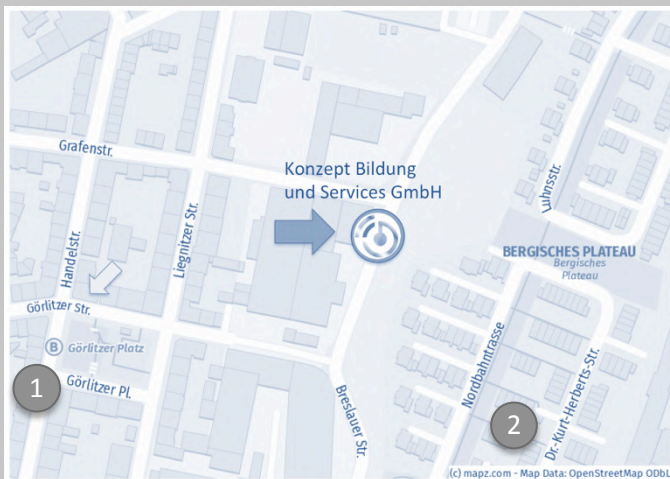 Grafenstr.
Konzept Bildung
und Services GmbH
Luhnsstr.
Liegnitzer Str.
Handelstr.
BERGISCHES PLATEAU
Bergisches
Plateau
Görlitzer Str.
B Görlitzer Platz
Nordbahntrasse
1
Görlitzer Pl.
Breslauer Str.
Dr.-Kurt-Herberts-Str.
2
(c) mapz.com - Map Data: OpenStreetMap ODbL